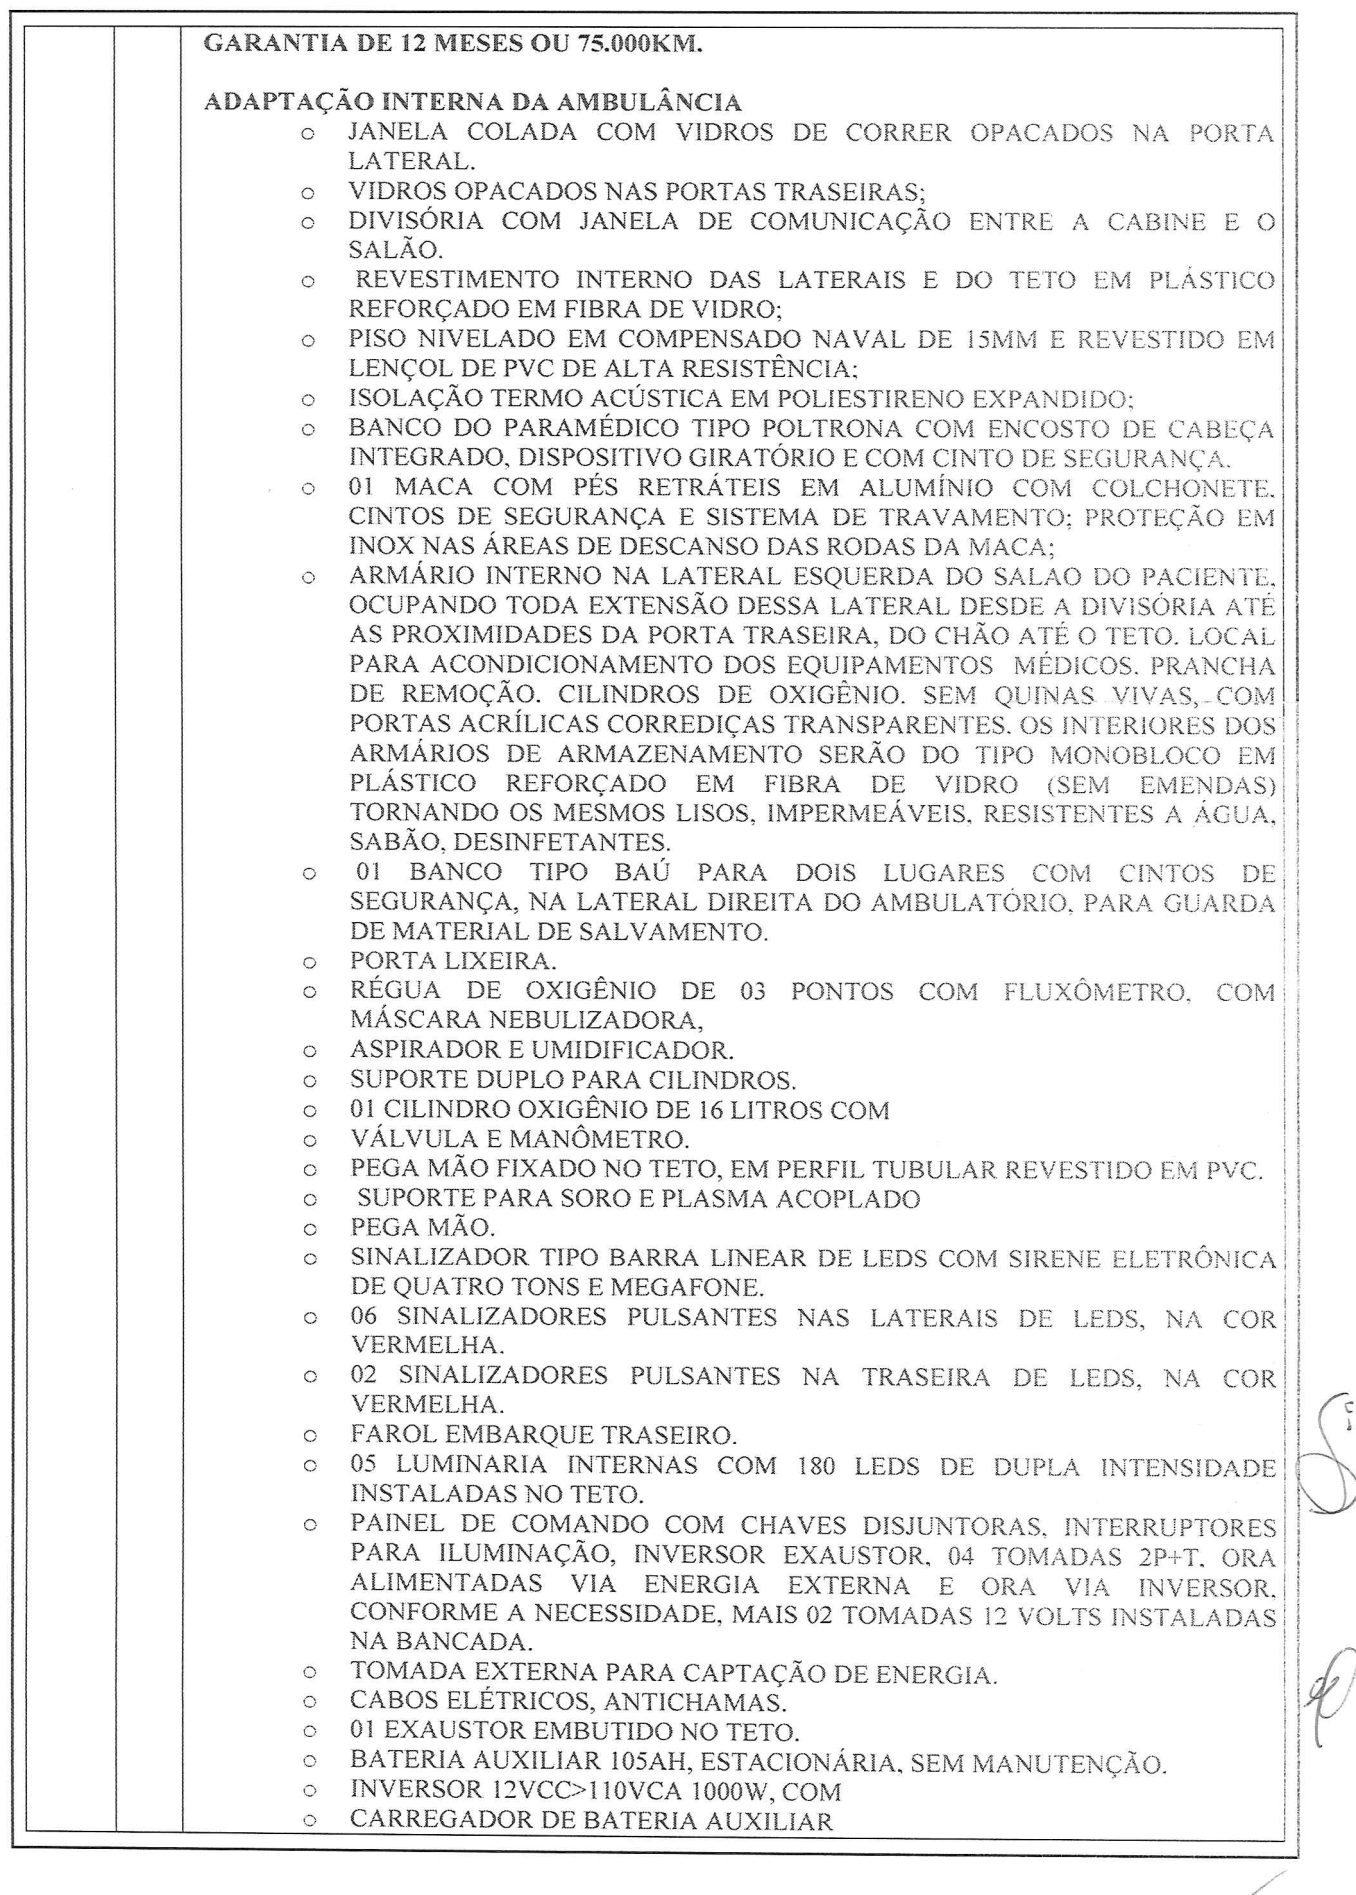 GARANTIA DE 12 MESES OU 75.000KM.
ADAPTAÇÃO INTERNA DA AMBULÂNCIA
○ JANELA COLADA COM VIDROS DE CORRER OPACADOS NA PORTA
LATERAL.
○ VIDROS OPACADOS NAS PORTAS TRASEIRAS;
○ DIVISÓRIA COM JANELA DE COMUNICAÇÃO ENTRE A CABINE E O
SALÃO.
○ REVESTIMENTO INTERNO DAS LATERAIS E DO TETO EM PLÁSTICO
REFORÇADO EM FIBRA DE VIDRO;
○ PISO NIVELADO EM COMPENSADO NAVAL DE 15MM E REVESTIDO EM
LENÇOL DE PVC DE ALTA RESISTÊNCIA;
○ ISOLAÇÃO TERMO ACÚSTICA EM POLIESTIRENO EXPANDIDO;
○ BANCO DO PARAMÉDICO TIPO POLTRONA COM ENCOSTO DE CABEÇA
INTEGRADO, DISPOSITIVO GIRATÓRIO E COM CINTO DE SEGURANÇA.
○ 01 MACA COM PÉS RETRÁTEIS EM ALUMÍNIO COM COLCHONETE.
CINTOS DE SEGURANÇA E SISTEMA DE TRAVAMENTO; PROTEÇÃO EM
INOX NAS ÁREAS DE DESCANSO DAS RODAS DA MACA;
○ ARMÁRIO INTERNO NA LATERAL ESQUERDA DO SALAO DO PACIENTE,
OCUPANDO TODA EXTENSÃO DESSA LATERAL DESDE A DIVISÓRIA ATÉ
AS PROXIMIDADES DA PORTA TRASEIRA, DO CHÃO ATÉ O TETO. LOCAL
PARA ACONDICIONAMENTO DOS EQUIPAMENTOS MÉDICOS. PRANCHA
DE REMOÇÃO. CILINDROS DE OXIGÊNIO. SEM QUINAS VIVAS, COM
PORTAS ACRÍLICAS CORREDIÇAS TRANSPARENTES. OS INTERIORES DOS
ARMÁRIOS DE ARMAZENAMENTO SERÃO DO TIPO MONOBLOCO EM
PLÁSTICO REFORÇADO EM FIBRA DE VIDRO (SEM EMENDAS)
TORNANDO OS MESMOS LISOS, IMPERMEÁVEIS, RESISTENTES A ÁGUA,
SABÃO, DESINFETANTES.
○ 01 BANCO TIPO BAÚ PARA DOIS LUGARES COM CINTOS DE
SEGURANÇA, NA LATERAL DIREITA DO AMBULATÓRIO, PARA GUARDA
DE MATERIAL DE SALVAMENTO.
○ PORTA LIXEIRA.
○ RÉGUA DE OXIGÊNIO DE 03 PONTOS COM FLUXÔMETRO, COM
MÁSCARA NEBULIZADORA,
○ ASPIRADOR E UMIDIFICADOR.
○ SUPORTE DUPLO PARA CILINDROS.
○ 01 CILINDRO OXIGÊNIO DE 16 LITROS COM
○ VÁLVULA E MANÔMETRO.
○ PEGA MÃO FIXADO NO TETO, EM PERFIL TUBULAR REVESTIDO EM PVC.
○ SUPORTE PARA SORO E PLASMA ACOPLADO
○ PEGA MÃO.
○ SINALIZADOR TIPO BARRA LINEAR DE LEDS COM SIRENE ELETRÔNICA
DE QUATRO TONS E MEGAFONE.
○ 06 SINALIZADORES PULSANTES NAS LATERAIS DE LEDS, NA COR
VERMELHA.
○ 02 SINALIZADORES PULSANTES NA TRASEIRA DE LEDS, NA COR
VERMELHA.
○ FAROL EMBARQUE TRASEIRO.
○ 05 LUMINARIA INTERNAS COM 180 LEDS DE DUPLA INTENSIDADE
INSTALADAS NO TETO.
○ PAINEL DE COMANDO COM CHAVES DISJUNTORAS, INTERRUPTORES
PARA ILUMINAÇÃO, INVERSOR EXAUSTOR, 04 TOMADAS 2P+T, ORA
ALIMENTADAS VIA ENERGIA EXTERNA E ORA VIA INVERSOR,
CONFORME A NECESSIDADE, MAIS 02 TOMADAS 12 VOLTS INSTALADAS
NA BANCADA.
○ TOMADA EXTERNA PARA CAPTAÇÃO DE ENERGIA.
○ CABOS ELÉTRICOS, ANTICHAMAS.
○ 01 EXAUSTOR EMBUTIDO NO TETO.
○ BATERIA AUXILIAR 105AH, ESTACIONÁRIA, SEM MANUTENÇÃO.
○ INVERSOR 12VCC>110VCA 1000W, COM
○ CARREGADOR DE BATERIA AUXILIAR